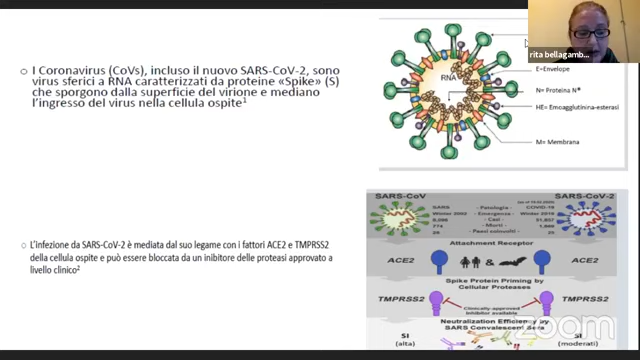 ○ I Coronavirus (CoVs), incluso il nuovo SARS-CoV-2, sono
virus sferici a RNA caratterizzati da proteine «Spike» (S)
che sporgono dalla superficie del virione e mediano
l'ingresso del virus nella cellula ospite¹
○ L'infezione da SARS-CoV-2 è mediata dal suo legame con i fattori ACE2 e TMPRSS2
della cellula ospite e può essere bloccata da un inibitore delle proteasi approvato a
livello clinico²
RNA
E=Envelope
N= Proteina N*
HE= Emoagglutinina-esterasi
M= Membrana
rita bellagamb
SARS-CoV
SARS-CoV-2
SARS - Patologia - COVID-19
Winter 2002 - Emergenza - Winter 2019
- Casi -
774 - Morti -
- Paesi coinvolti -
Attachment Receptor
ACE2 & ACE2
Spike Protein Priming by
Cellular Proteases
TMPRSS2 TMPRSS2
Clinically-approved
inhibitor available
Neutralization Efficiency by
SARS Convalescent Sera
SI SI
(alta) (moderati)
zoom